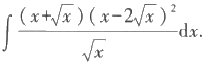 ∫ (x+√x)(x−2√x)² / √x dx.